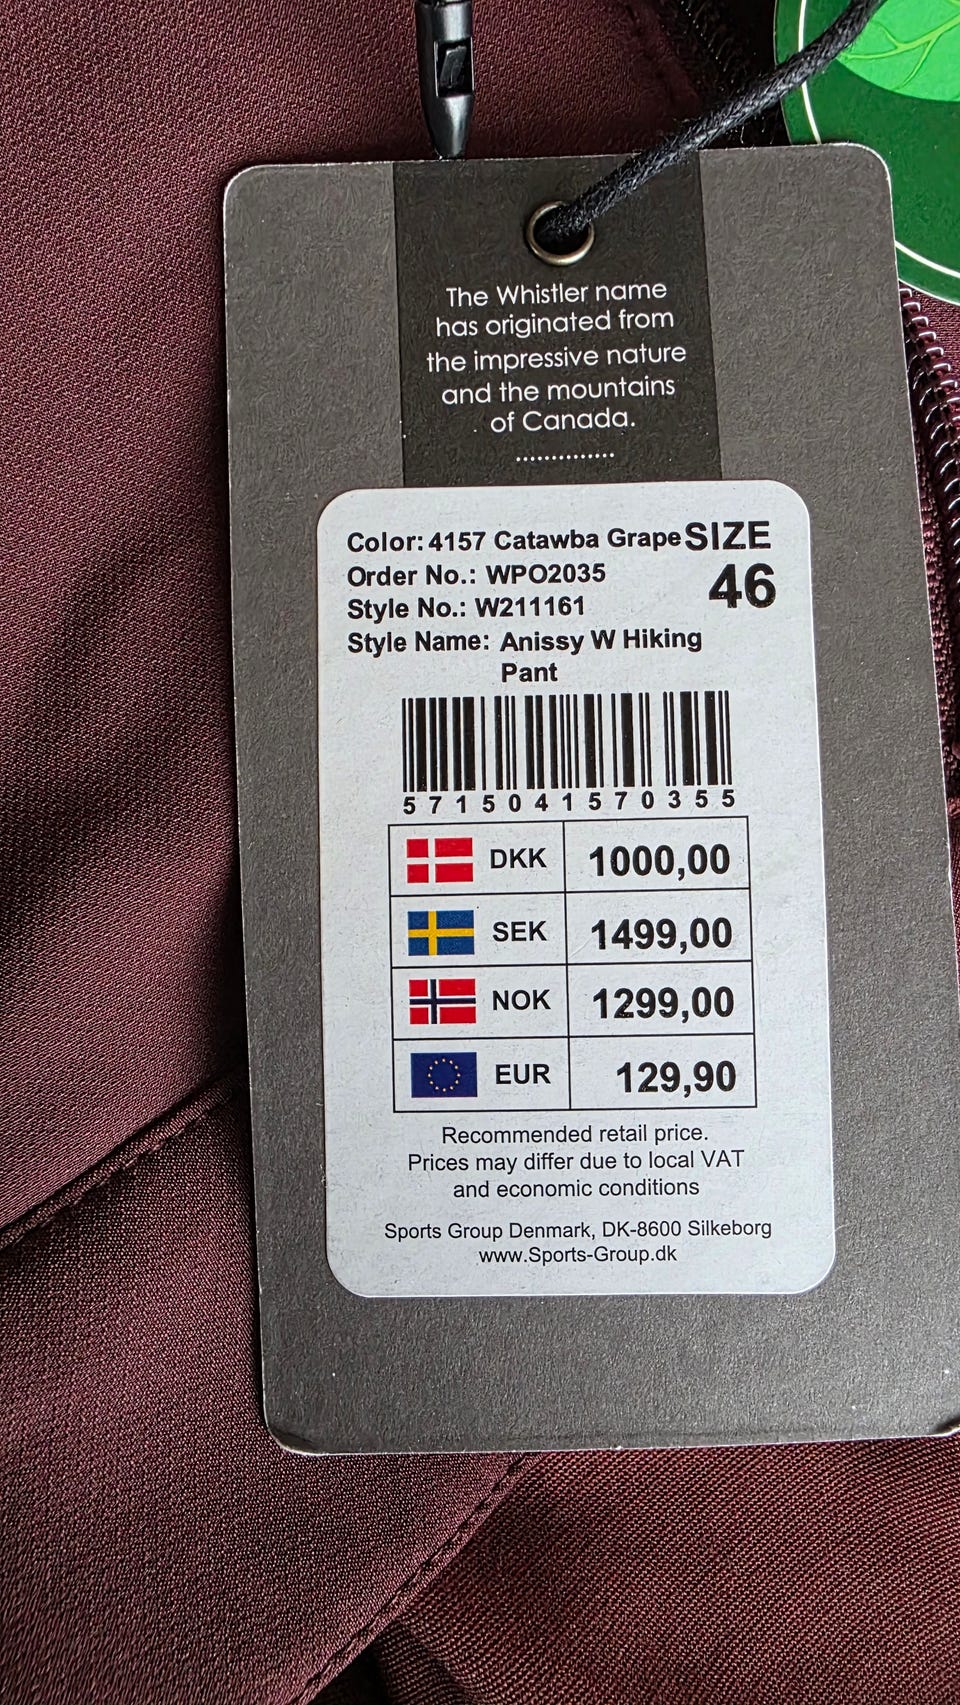 The Whistler name
has originated from
the impressive nature
and the mountains
of Canada.
..............
Color: 4157 Catawba Grape SIZE
46
Order No.: WPO2035
Style No.: W211161
Style Name: Anissy W Hiking
Pant
5715041570355
DKK 1000,00
SEK 1499,00
NOK 1299,00
EUR 129,90
Recommended retail price.
Prices may differ due to local VAT
and economic conditions
Sports Group Denmark, DK-8600 Silkeborg
www.Sports-Group.dk